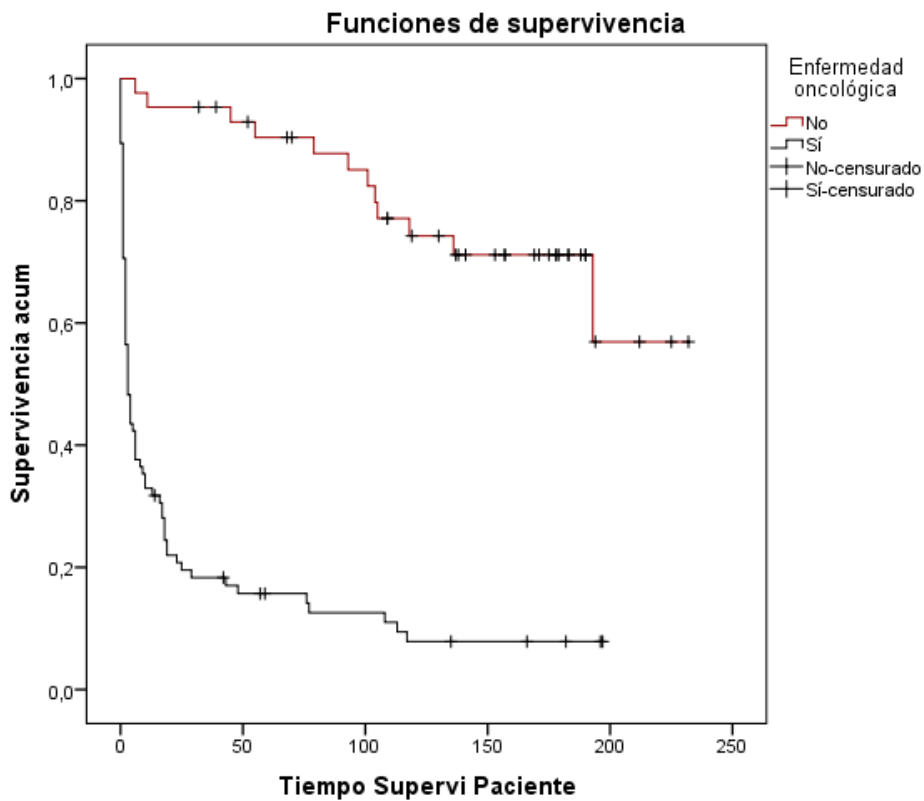 Funciones de supervivencia
Enfermedad
oncológica
No
Sí
No-censurado
Sí-censurado
Supervivencia acum
1,0
0,8
0,6
0,4
0,2
0,0
0
50
100
150
200
250
Tiempo Supervi Paciente